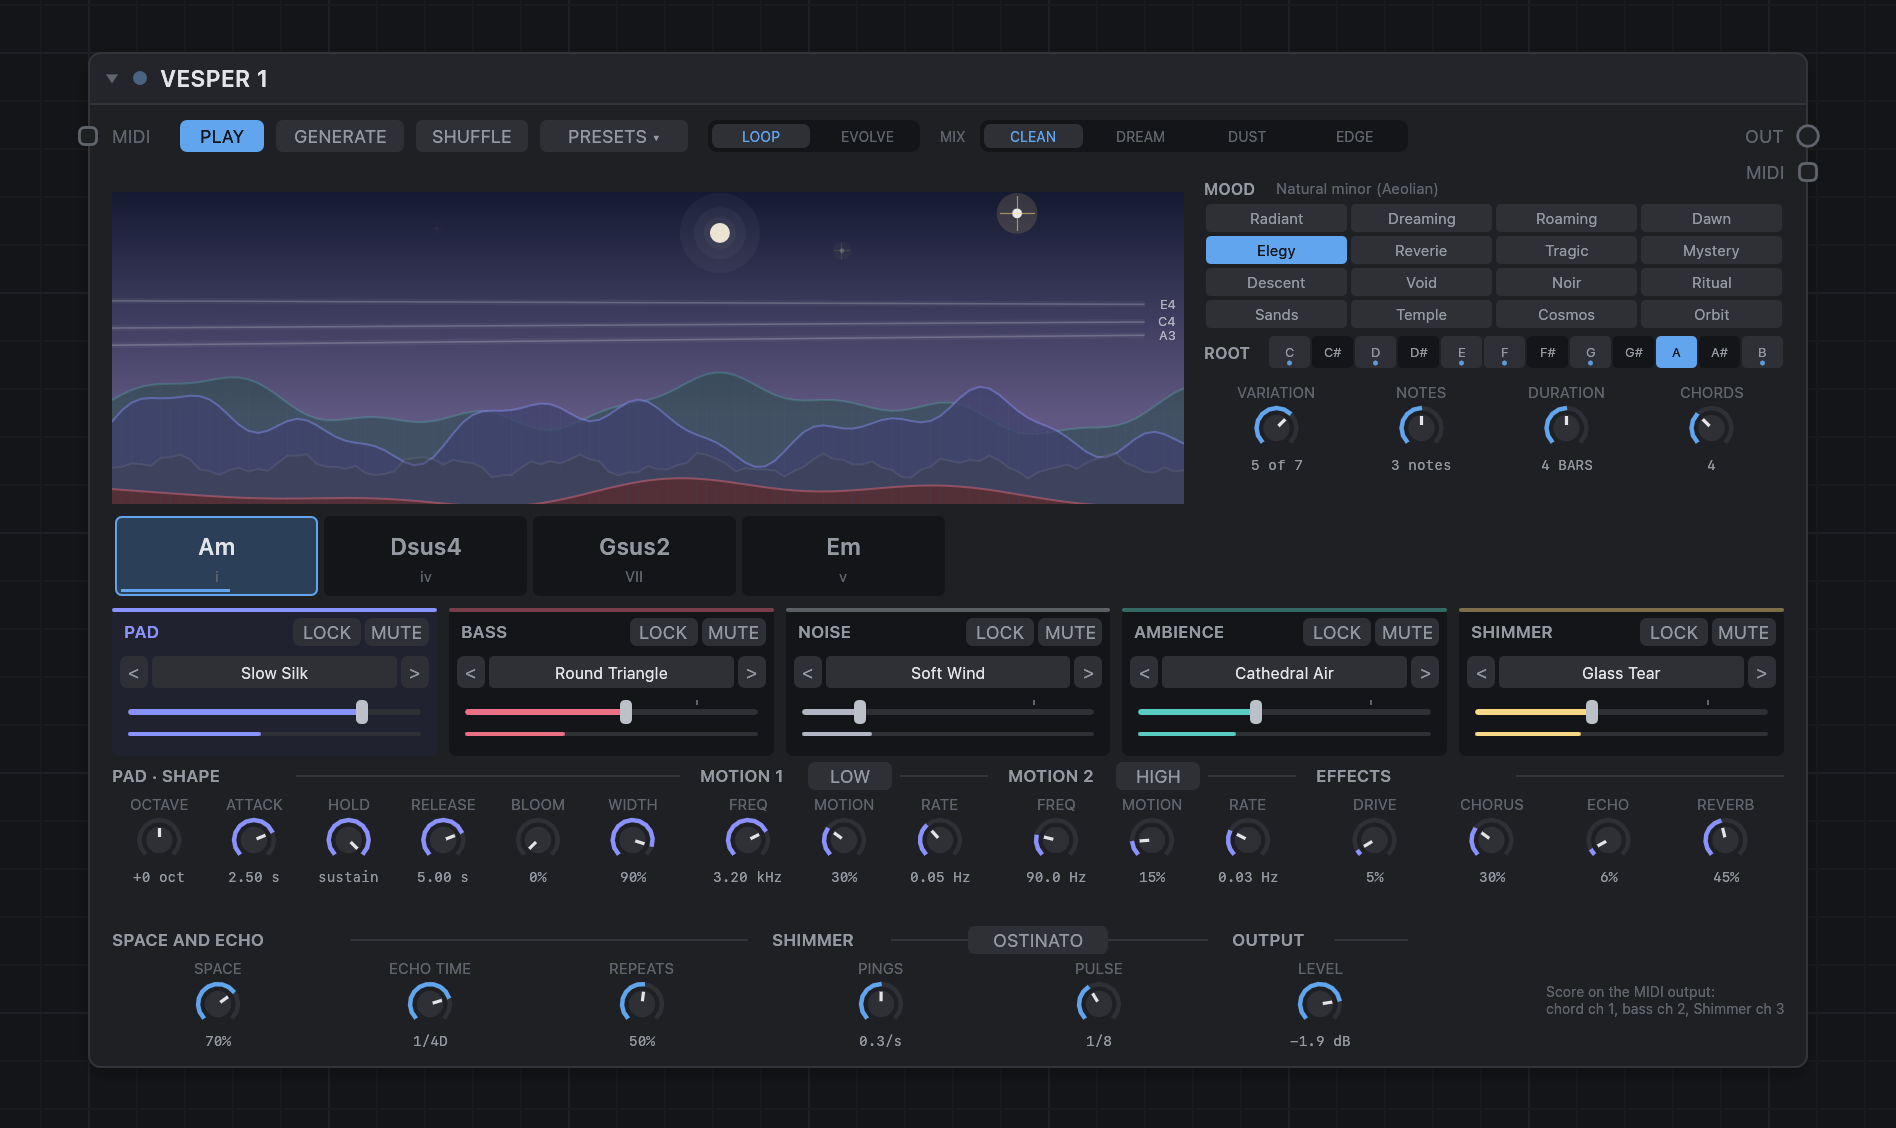 VESPER 1
MIDI PLAY GENERATE SHUFFLE PRESETS ▾ LOOP EVOLVE MIX CLEAN DREAM DUST EDGE OUT
MIDI
MOOD Natural minor (Aeolian)
Radiant Dreaming Roaming Dawn
Elegy Reverie Tragic Mystery
Descent Void Noir Ritual
Sands Temple Cosmos Orbit
E4
C4
A3
ROOT C C# D D# E F F# G G# A A# B
VARIATION NOTES DURATION CHORDS
5 of 7 3 notes 4 BARS 4
Am Dsus4 Gsus2 Em
i iv VII v
PAD LOCK MUTE BASS LOCK MUTE NOISE LOCK MUTE AMBIENCE LOCK MUTE SHIMMER LOCK MUTE
< Slow Silk > < Round Triangle > < Soft Wind > < Cathedral Air > < Glass Tear >
PAD · SHAPE MOTION 1 LOW MOTION 2 HIGH EFFECTS
OCTAVE ATTACK HOLD RELEASE BLOOM WIDTH FREQ MOTION RATE FREQ MOTION RATE DRIVE CHORUS ECHO REVERB
+0 oct 2.50 s sustain 5.00 s 0% 90% 3.20 kHz 30% 0.05 Hz 90.0 Hz 15% 0.03 Hz 5% 30% 6% 45%
SPACE AND ECHO SHIMMER OSTINATO OUTPUT
SPACE ECHO TIME REPEATS PINGS PULSE LEVEL
70% 1/4D 50% 0.3/s 1/8 −1.9 dB
Score on the MIDI output:
chord ch 1, bass ch 2, Shimmer ch 3